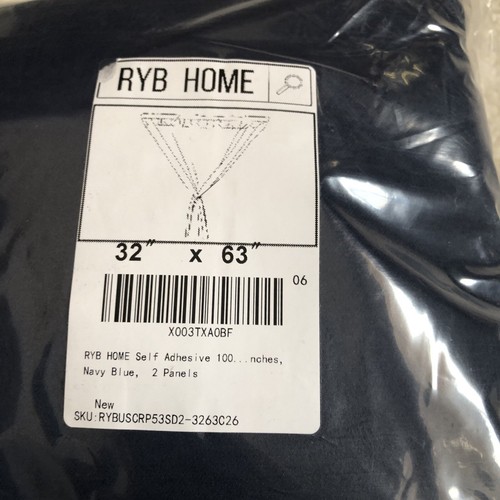 RYB HOME
32" x 63"
06
X003TXA0BF
RYB HOME Self Adhesive 100...nches,
Navy Blue, 2 Panels
New
SKU:RYBUSCRP53SD2-3263C26